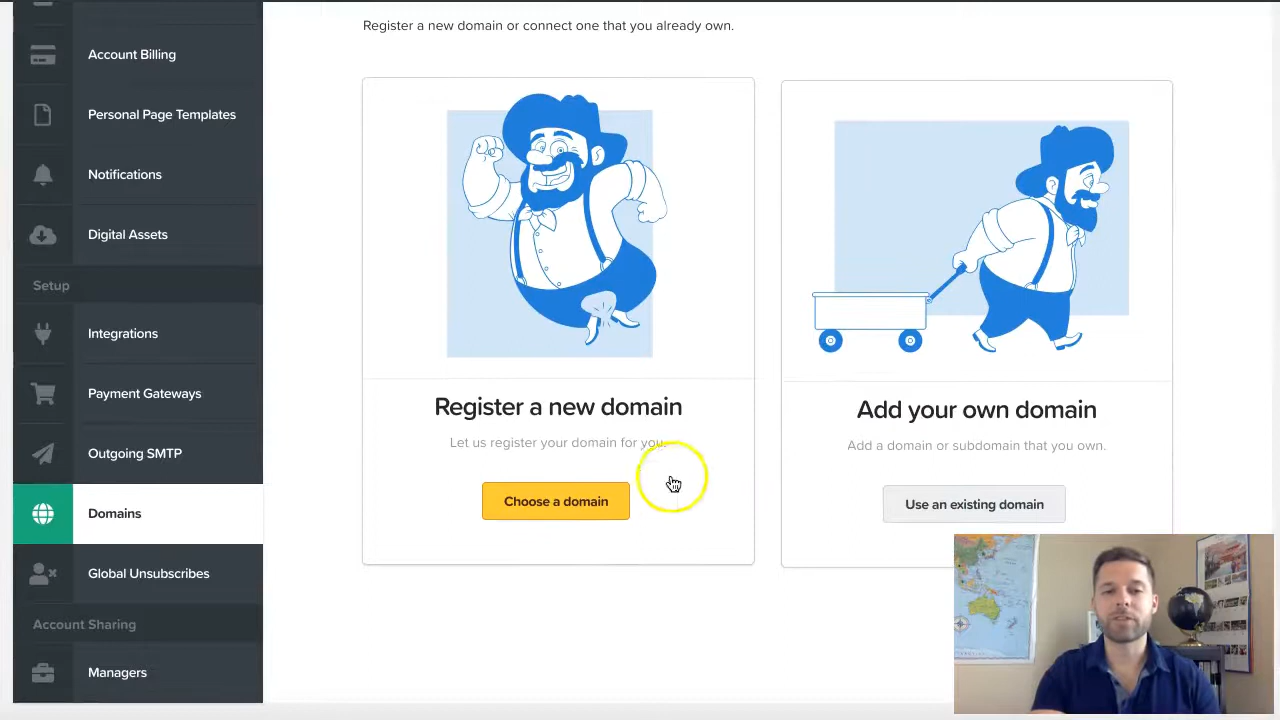 Register a new domain or connect one that you already own.
Account Billing
Personal Page Templates
Notifications
Digital Assets
Setup
Integrations
Payment Gateways
Outgoing SMTP
Domains
Global Unsubscribes
Account Sharing
Managers
Register a new domain
Let us register your domain for you.
Choose a domain
Add your own domain
Add a domain or subdomain that you own.
Use an existing domain